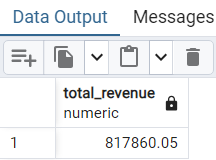 Data Output Messages
total_revenue
numeric
1 817860.05